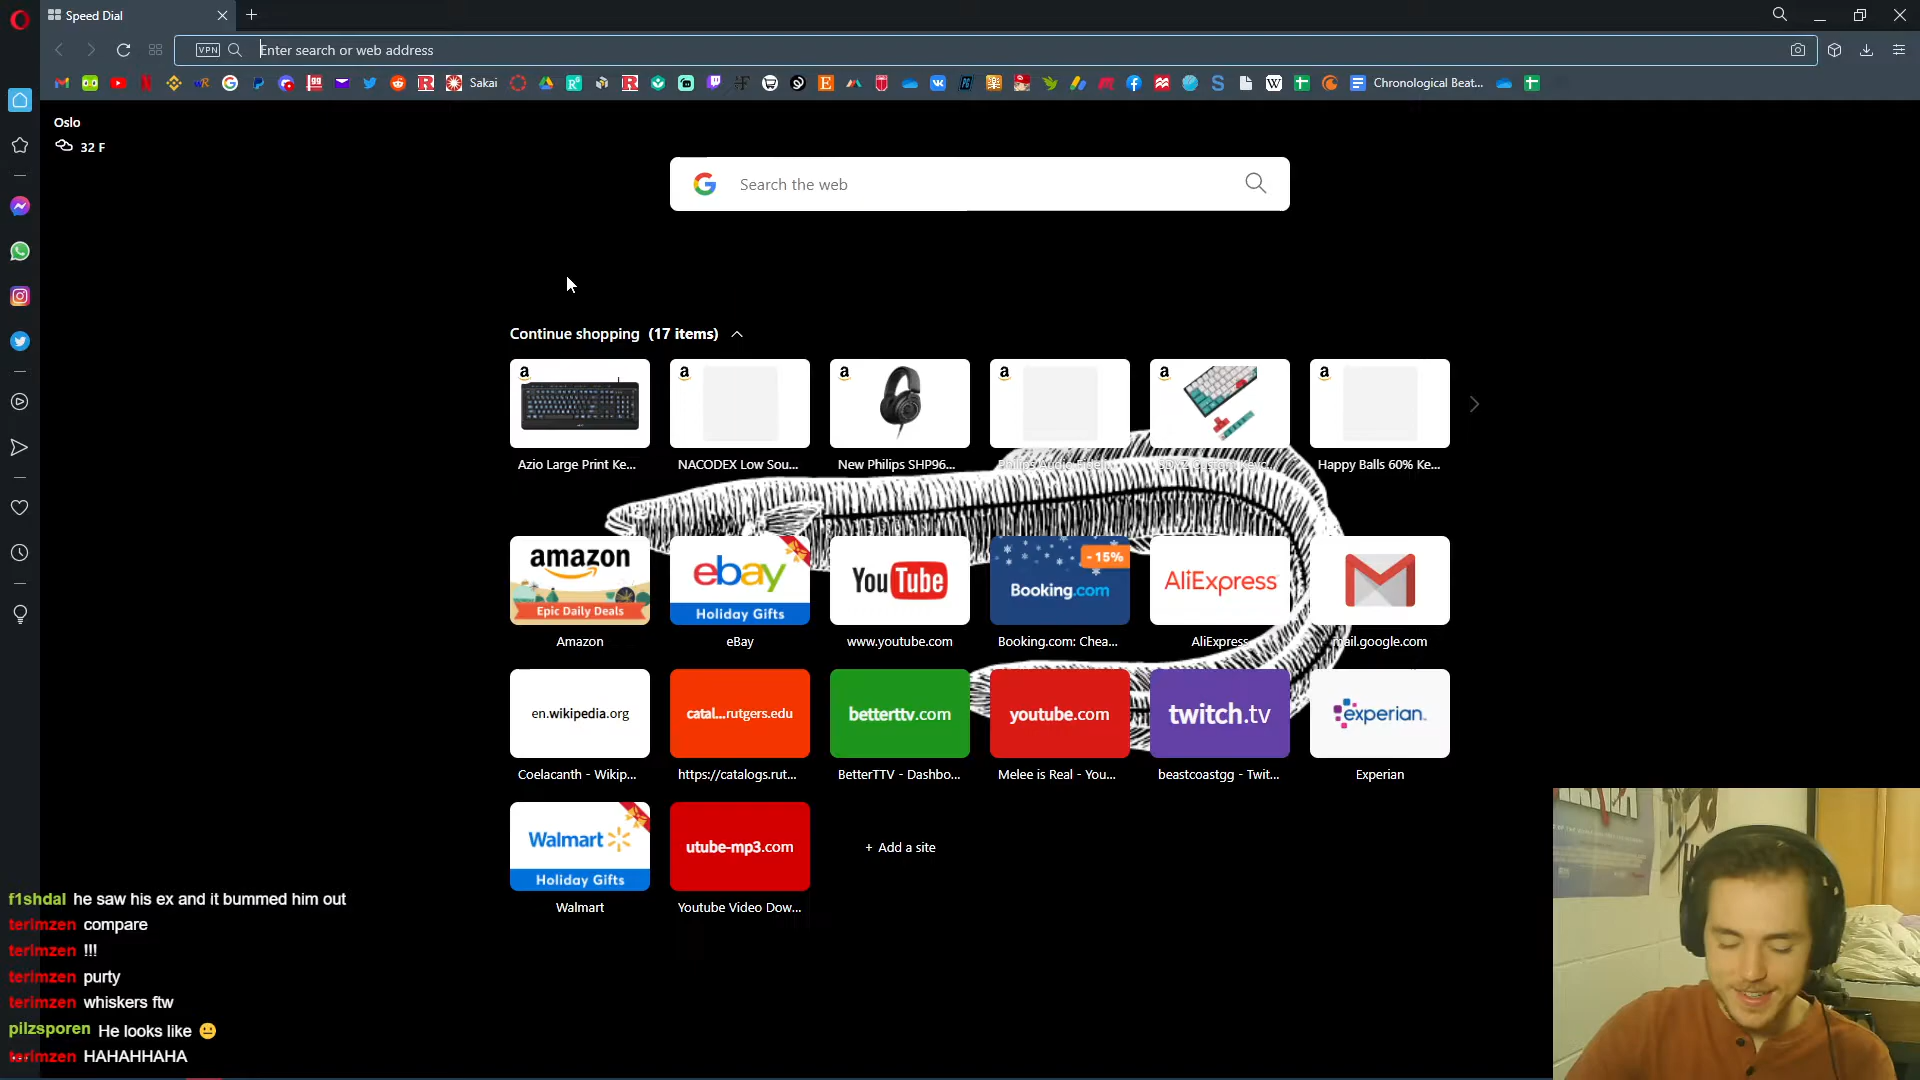 Speed Dial
VPN
Enter search or web address
Sakai
Chronological Beat...
Oslo
32 F
Search the web
Continue shopping (17 items)
Azio Large Print Ke...
NACODEX Low Sou...
New Philips SHP96...
Happy Balls 60% Ke...
amazon
Epic Daily Deals
ebay
Holiday Gifts
YouTube
- 15%
Booking.com
AliExpress
Amazon
eBay
www.youtube.com
Booking.com: Chea...
AliExpress
mail.google.com
en.wikipedia.org
catal...rutgers.edu
betterttv.com
youtube.com
twitch.tv
experian.
Coelacanth - Wikip...
https://catalogs.rut...
BetterTTV - Dashbo...
Melee is Real - You...
beastcoastgg - Twit...
Experian
Walmart
Holiday Gifts
utube-mp3.com
+ Add a site
Walmart
Youtube Video Dow...
f1shdal he saw his ex and it bummed him out
terimzen compare
terimzen !!!
terimzen purty
terimzen whiskers ftw
pilzsporen He looks like 😐
terimzen HAHAHHAHA